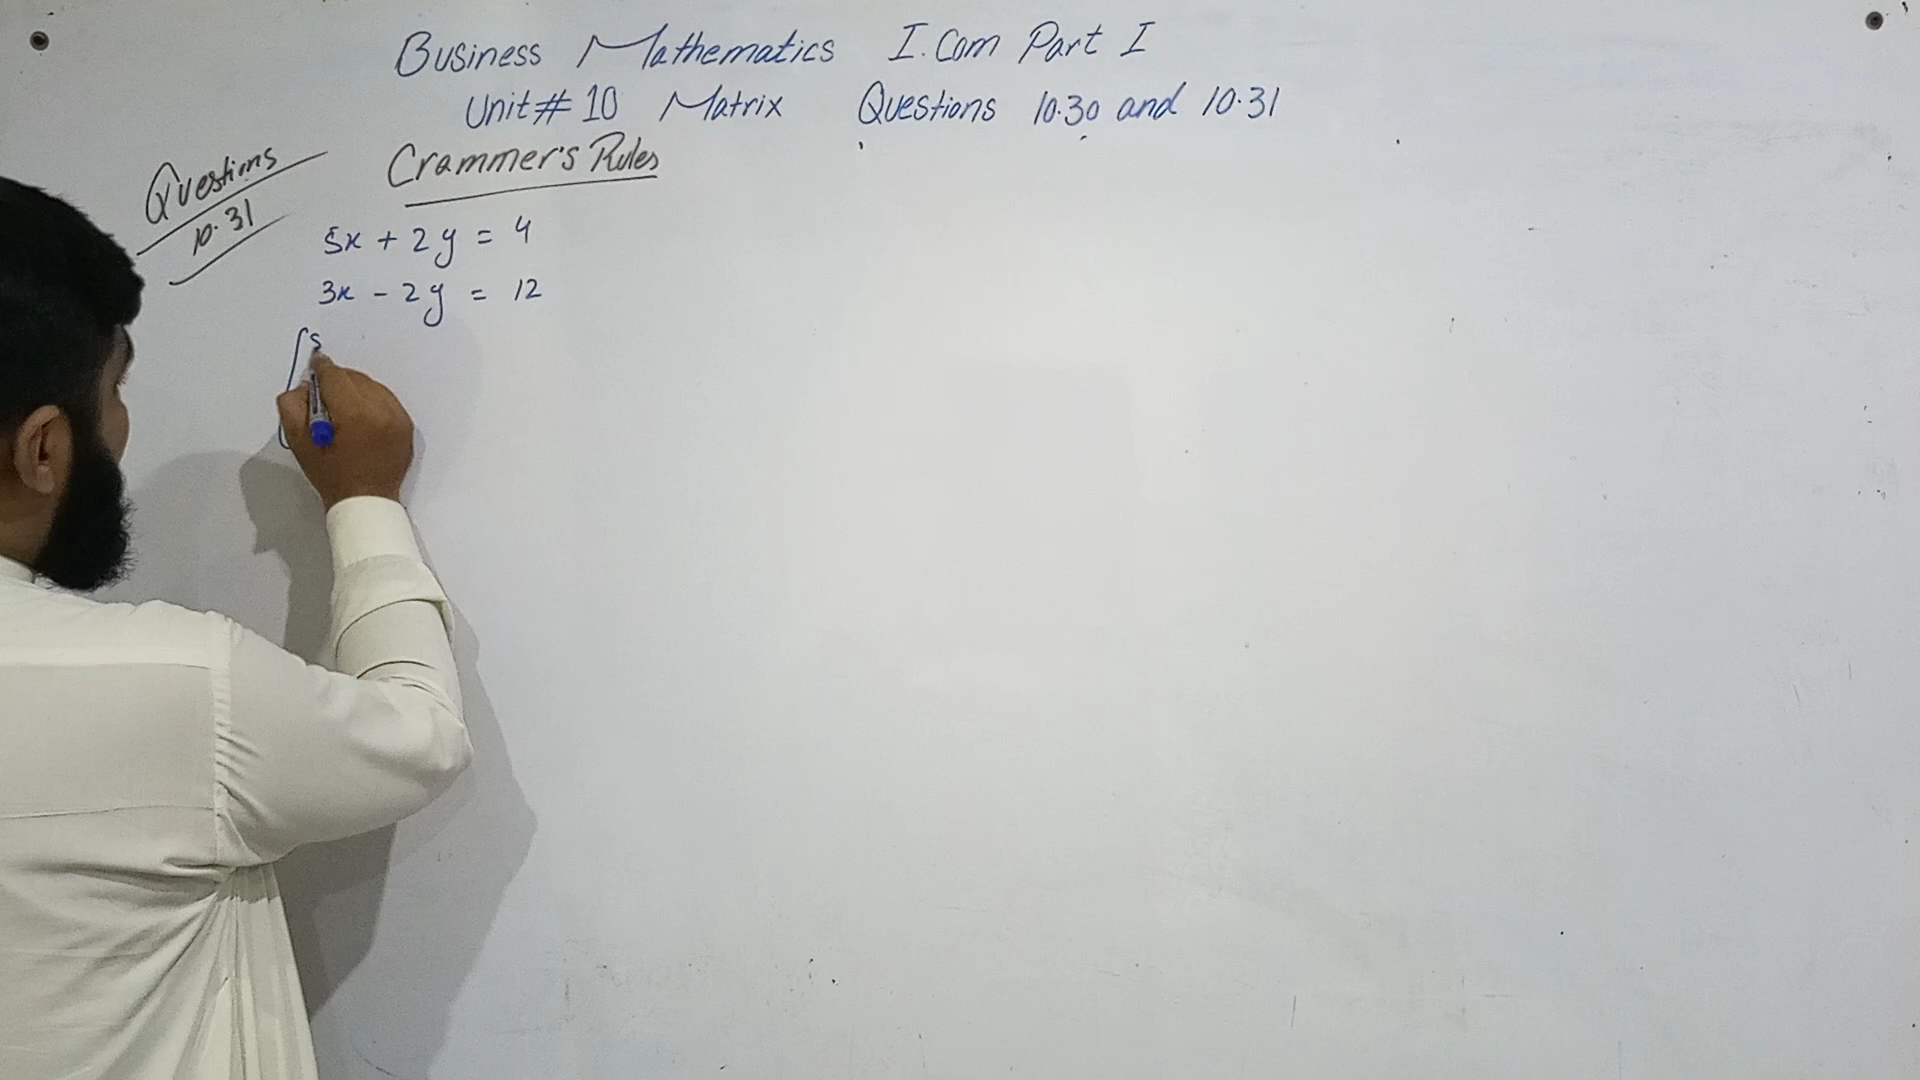 Business Mathematics I.Com Part I
Unit # 10 Matrix Questions 10.30 and 10.31
Questions
10.31
Crammer's Rules
5x + 2y = 4
3x - 2y = 12
[5